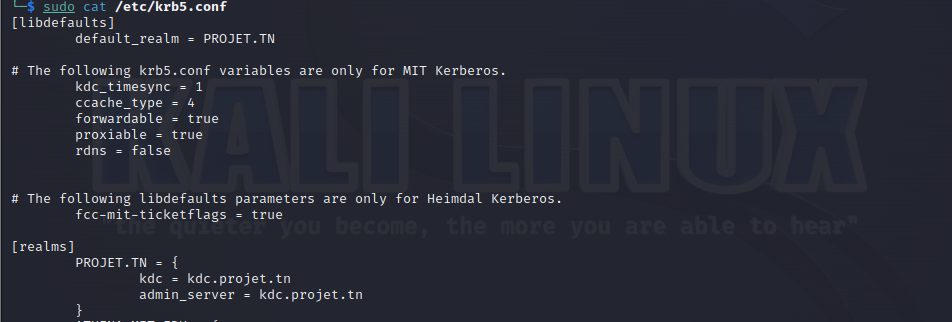 └─$ sudo cat /etc/krb5.conf
[libdefaults]
        default_realm = PROJET.TN

# The following krb5.conf variables are only for MIT Kerberos.
        kdc_timesync = 1
        ccache_type = 4
        forwardable = true
        proxiable = true
        rdns = false

# The following libdefaults parameters are only for Heimdal Kerberos.
        fcc-mit-ticketflags = true

[realms]
        PROJET.TN = {
                kdc = kdc.projet.tn
                admin_server = kdc.projet.tn
        }
KALI LINUX
"the quieter you become, the more you are able to hear"